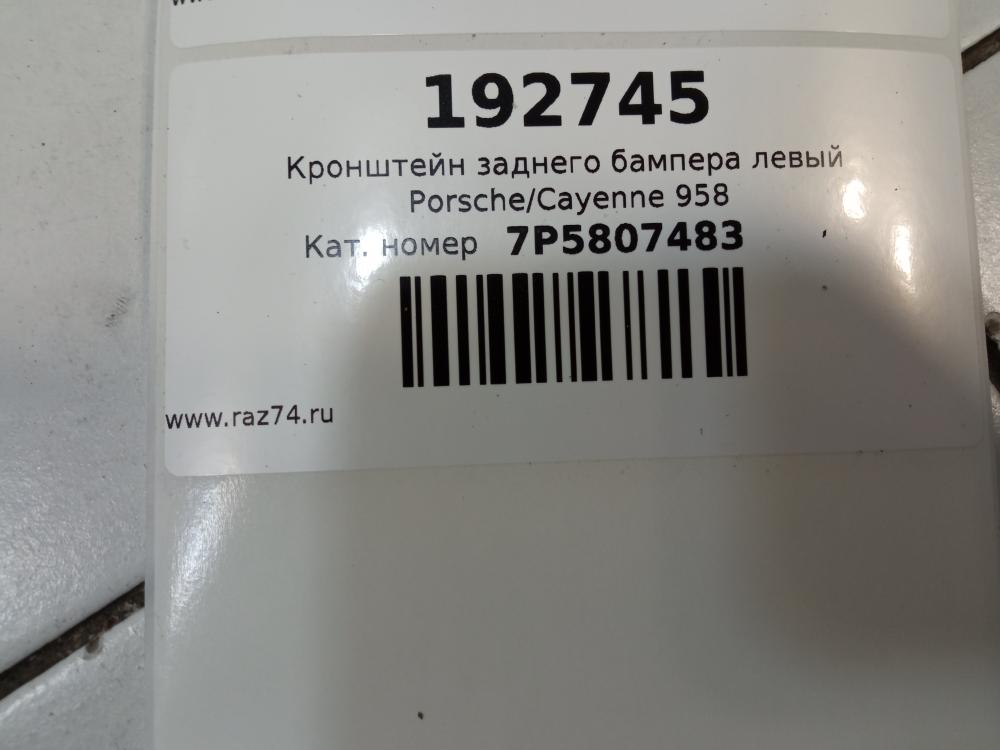 192745
Кронштейн заднего бампера левый
Porsche/Cayenne 958
Кат. номер 7P5807483
www.raz74.ru